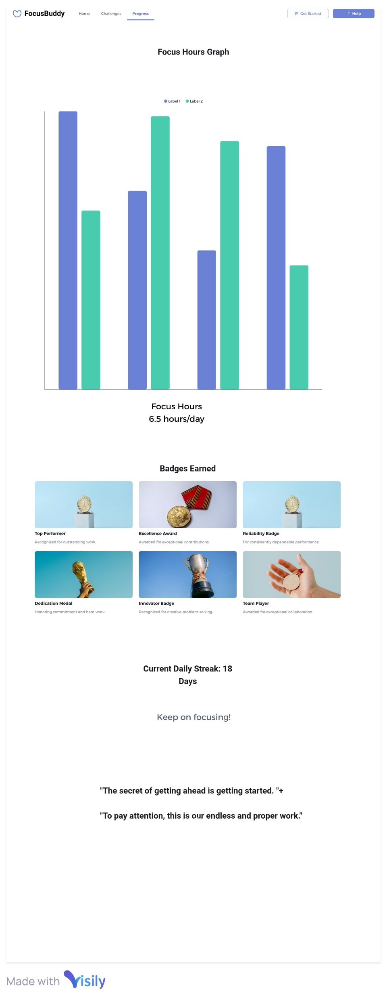 FocusBuddy
Home
Challenges
Progress
Get Started
? Help
Focus Hours Graph
Label 1
Label 2
Focus Hours
6.5 hours/day
Badges Earned
Top Performer
Recognized for outstanding work.
Excellence Award
Awarded for exceptional contributions.
Reliability Badge
For consistently dependable performance.
Dedication Medal
Honoring commitment and hard work.
Innovator Badge
Recognized for creative problem-solving.
Team Player
Awarded for exceptional collaboration.
Current Daily Streak: 18
Days
Keep on focusing!
"The secret of getting ahead is getting started. "+
"To pay attention, this is our endless and proper work."
Made with Visily